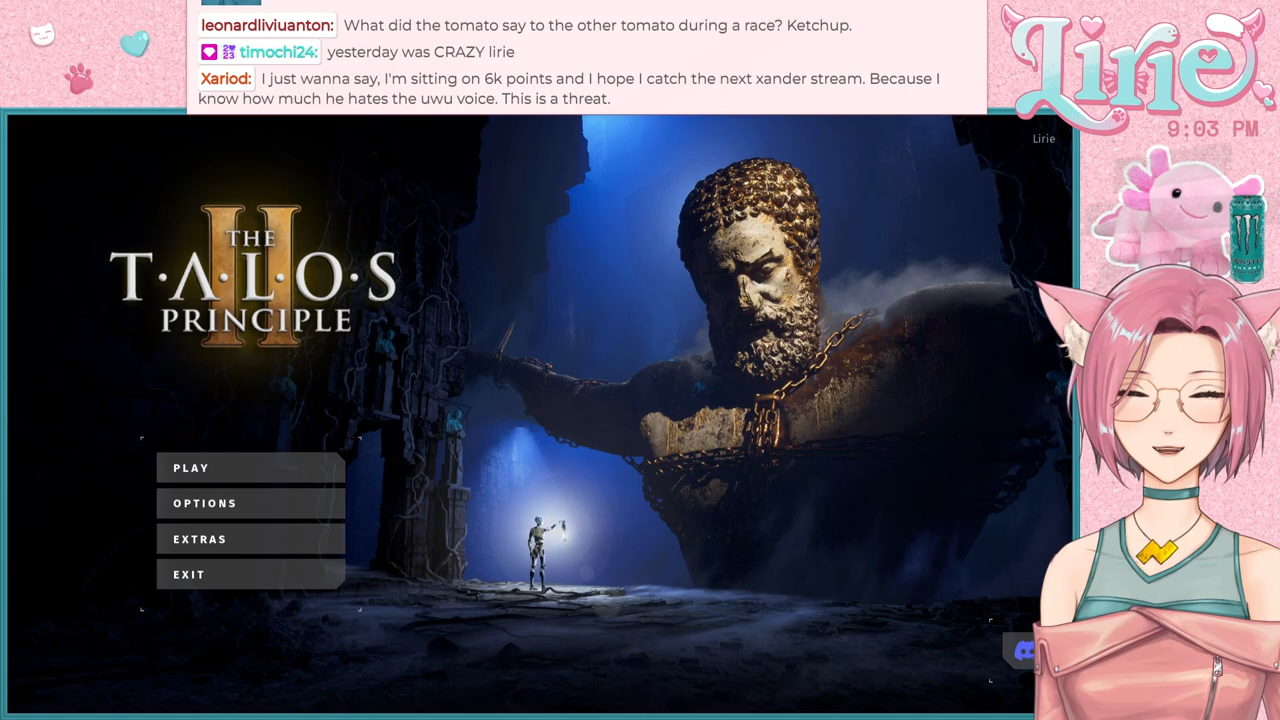 leonardliviuanton: What did the tomato say to the other tomato during a race? Ketchup.
timochi24: yesterday was CRAZY lirie
Xariod: I just wanna say, I'm sitting on 6k points and I hope I catch the next xander stream. Because I
know how much he hates the uwu voice. This is a threat.
Lirie
9:03 PM
Lirie
II
THE
T·A·L·O·S
PRINCIPLE
PLAY
OPTIONS
EXTRAS
EXIT